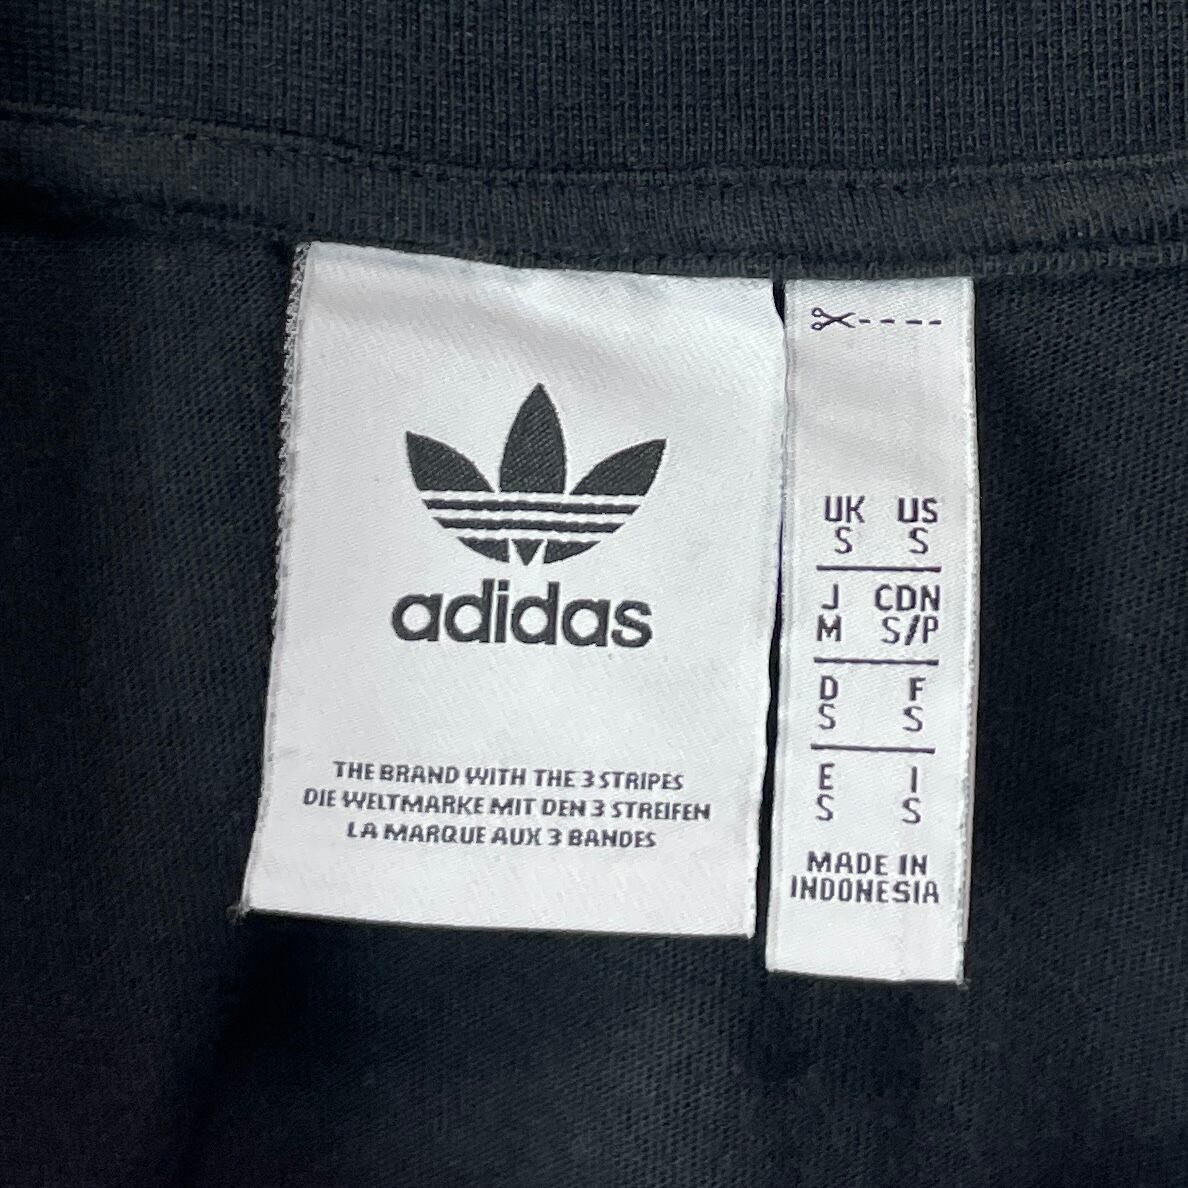 adidas
THE BRAND WITH THE 3 STRIPES
DIE WELTMARKE MIT DEN 3 STREIFEN
LA MARQUE AUX 3 BANDES
UK US
S S
J CDN
M S/P
D F
S S
E I
S S
MADE IN
INDONESIA